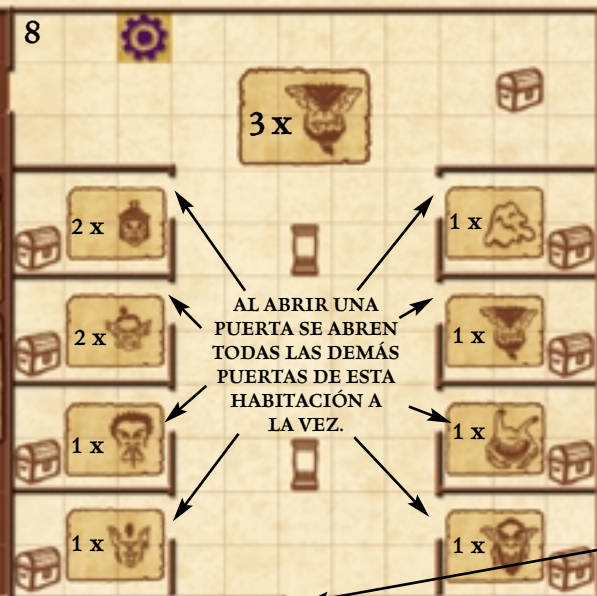 8
3 x
2 x
1 x
2 x
1 x
AL ABRIR UNA
PUERTA SE ABREN
TODAS LAS DEMÁS
PUERTAS DE ESTA
HABITACIÓN A
LA VEZ.
1 x
1 x
1 x
1 x